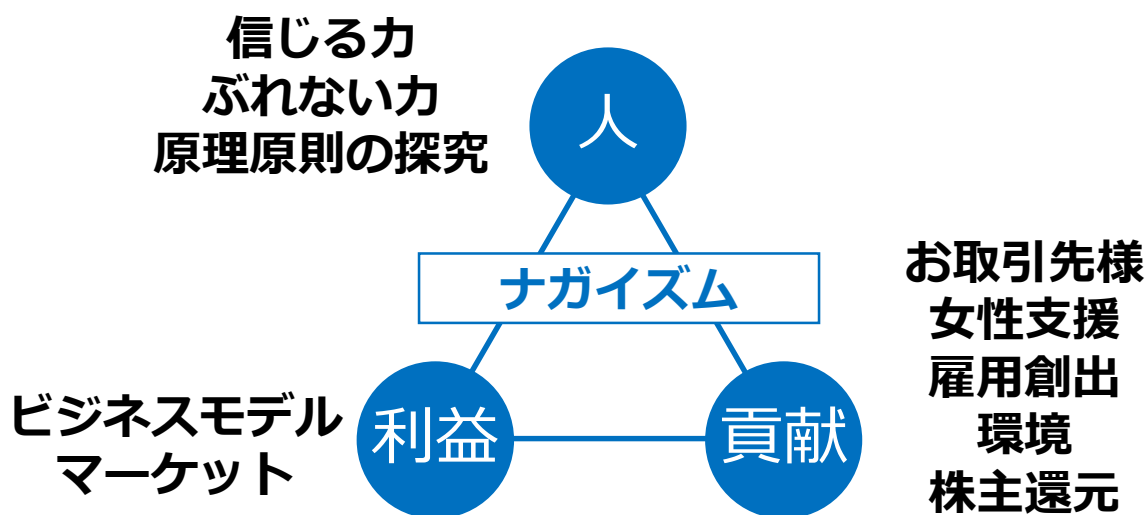 信じる力
ぶれない力
原理原則の探究
人
ナガイズム
お取引先様
女性支援
雇用創出
環境
株主還元
ビジネスモデル
マーケット
利益
貢献